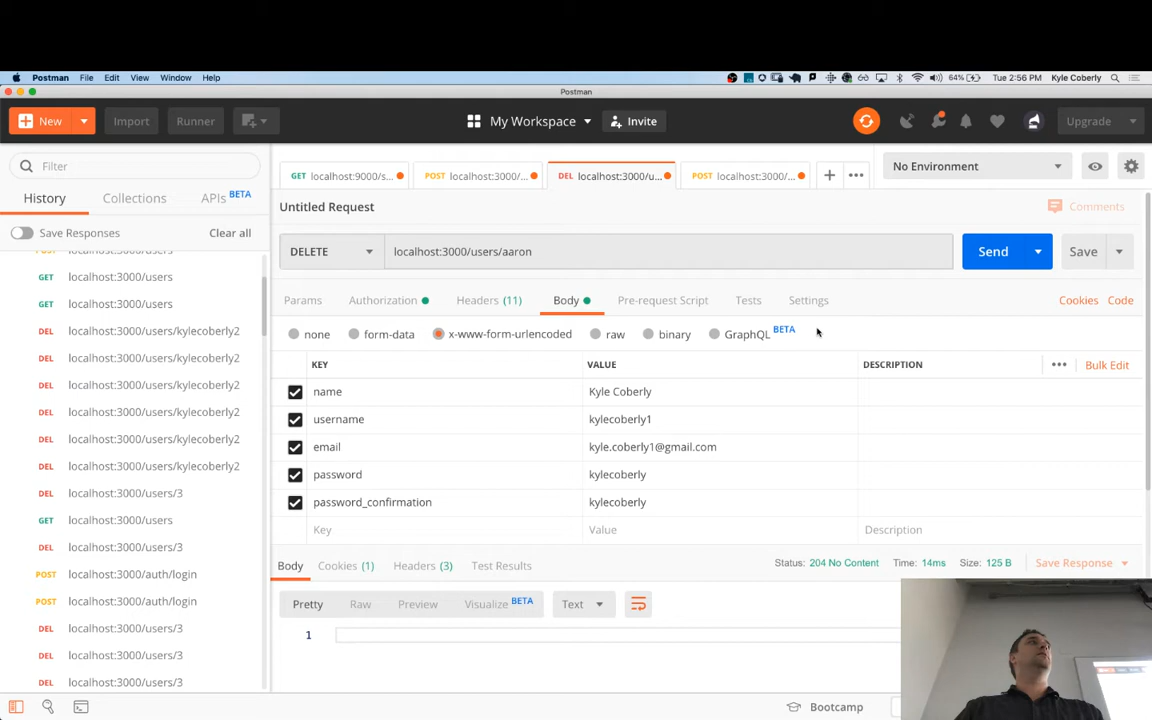 Postman File Edit View Window Help 64% Tue 2:56 PM Kyle Coberly
Postman
New Import Runner My Workspace Invite Upgrade
Filter
History Collections APIs BETA
Save Responses Clear all
localhost:3000/users
GET localhost:3000/users
GET localhost:3000/users
DEL localhost:3000/users/kylecoberly2
DEL localhost:3000/users/kylecoberly2
DEL localhost:3000/users/kylecoberly2
DEL localhost:3000/users/kylecoberly2
DEL localhost:3000/users/kylecoberly2
DEL localhost:3000/users/kylecoberly2
DEL localhost:3000/users/3
GET localhost:3000/users
DEL localhost:3000/users/3
POST localhost:3000/auth/login
POST localhost:3000/auth/login
DEL localhost:3000/users/3
DEL localhost:3000/users/3
DEL localhost:3000/users/3
GET localhost:9000/s... POST localhost:3000/... DEL localhost:3000/u... POST localhost:3000/... No Environment
Untitled Request Comments
DELETE localhost:3000/users/aaron Send Save
Params Authorization Headers (11) Body Pre-request Script Tests Settings Cookies Code
none form-data x-www-form-urlencoded raw binary GraphQL BETA
KEY VALUE DESCRIPTION Bulk Edit
name Kyle Coberly
username kylecoberly1
email kyle.coberly1@gmail.com
password kylecoberly
password_confirmation kylecoberly
Key Value Description
Body Cookies (1) Headers (3) Test Results Status: 204 No Content Time: 14ms Size: 125 B Save Response
Pretty Raw Preview Visualize BETA Text
1
Bootcamp